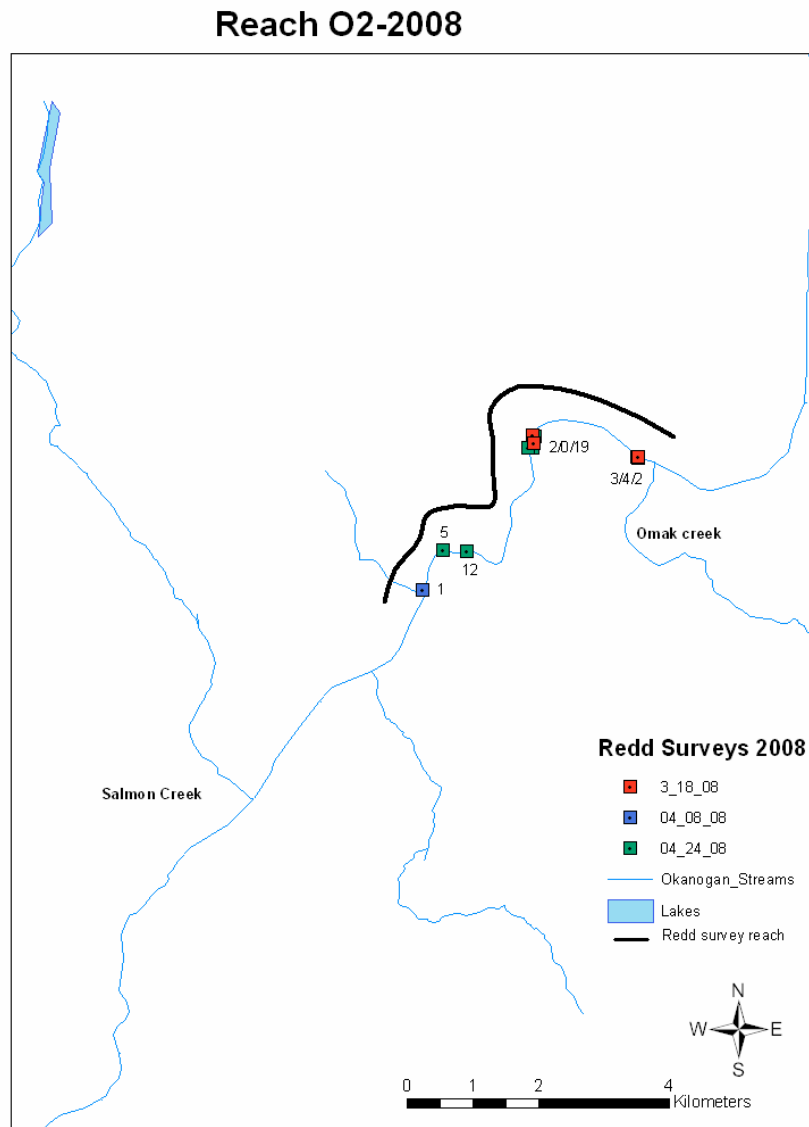 Reach O2-2008
2/0/19
3/4/2
Omak creek
5
12
1
Redd Surveys 2008
3_18_08
04_08_08
04_24_08
Okanogan_Streams
Lakes
Redd survey reach
Salmon Creek
N
W E
S
0 1 2 4
Kilometers